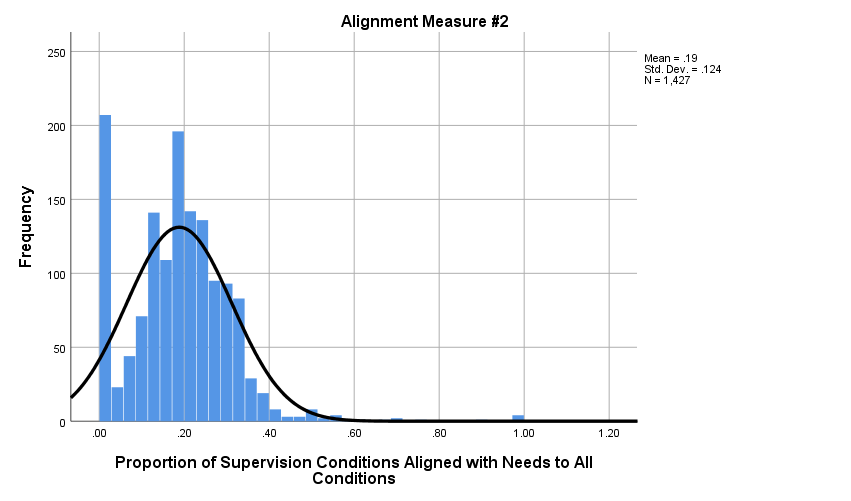 Alignment Measure #2
Mean = .19
Std. Dev. = .124
N = 1,427
250
200
150
100
50
0
Frequency
.00 .20 .40 .60 .80 1.00 1.20
Proportion of Supervision Conditions Aligned with Needs to All
Conditions